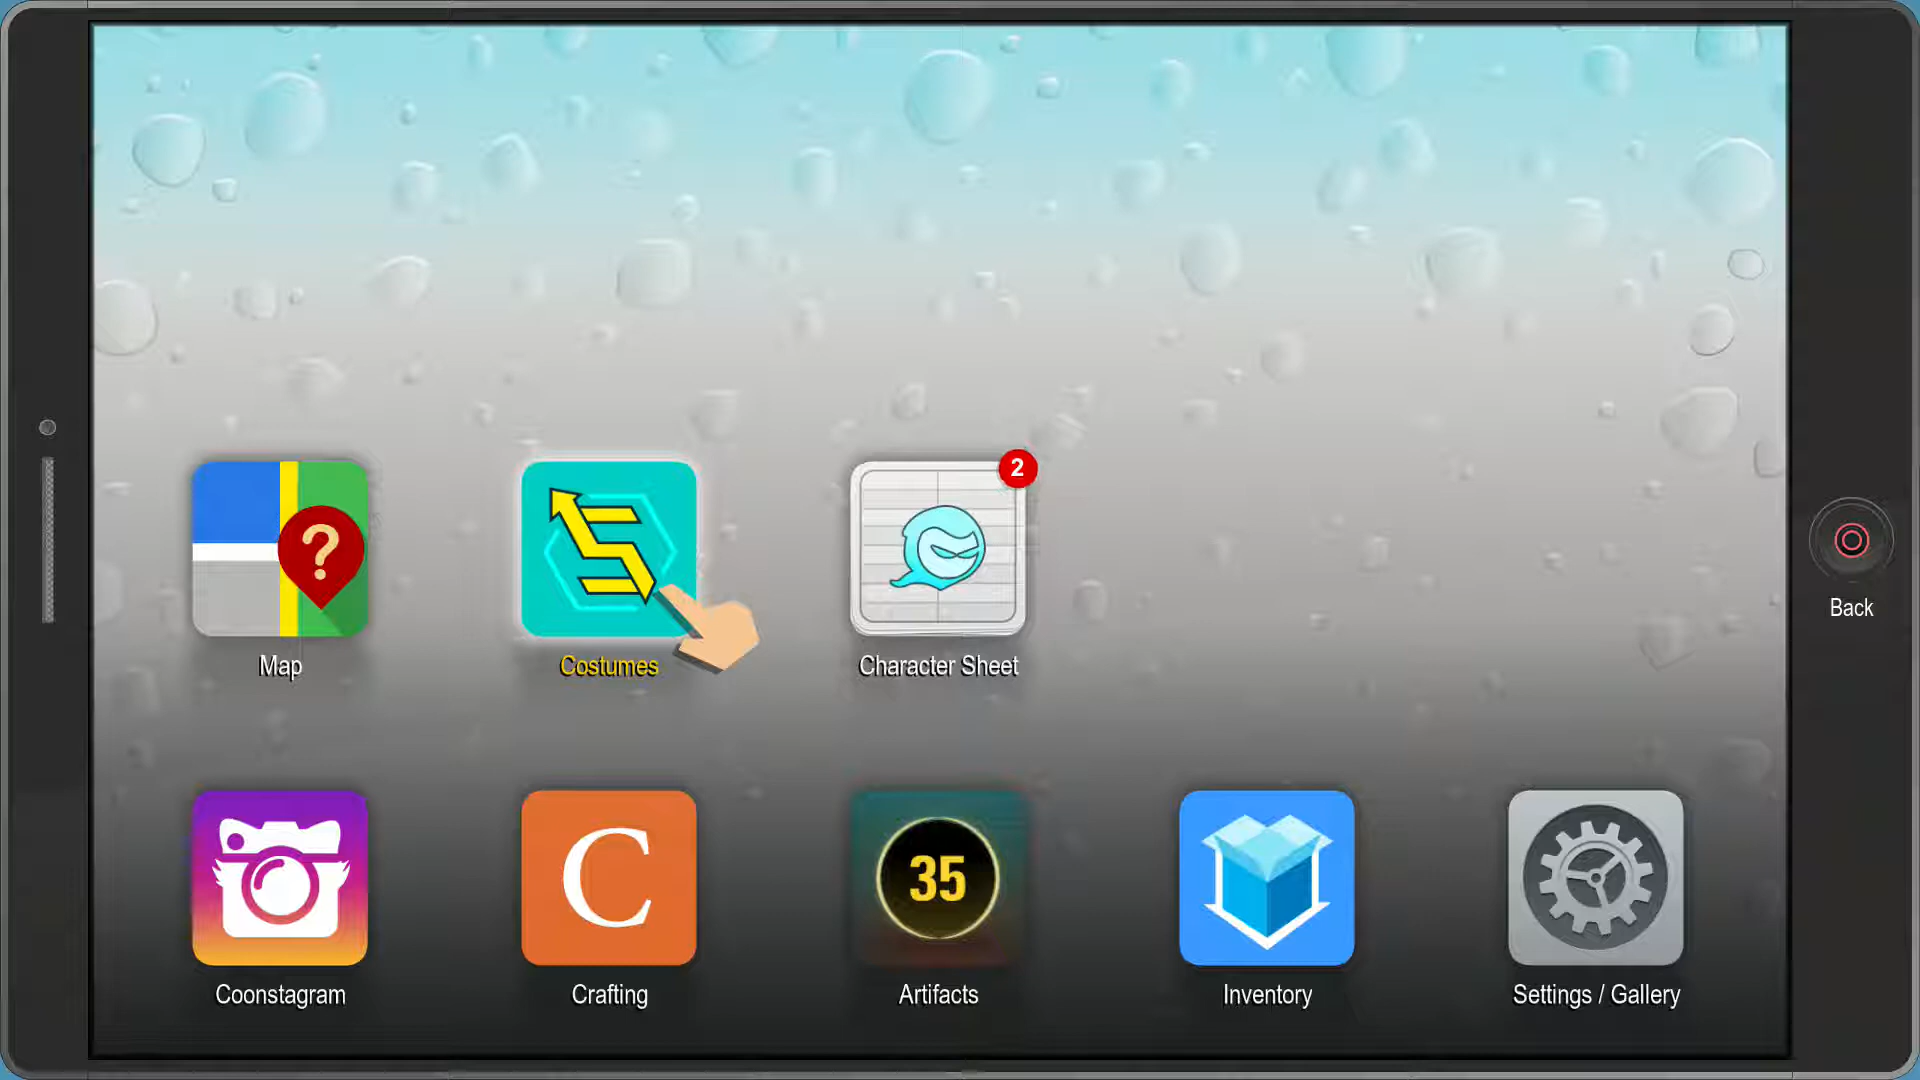 2
?
Map
Costumes
Character Sheet
Back
C
35
Coonstagram
Crafting
Artifacts
Inventory
Settings / Gallery